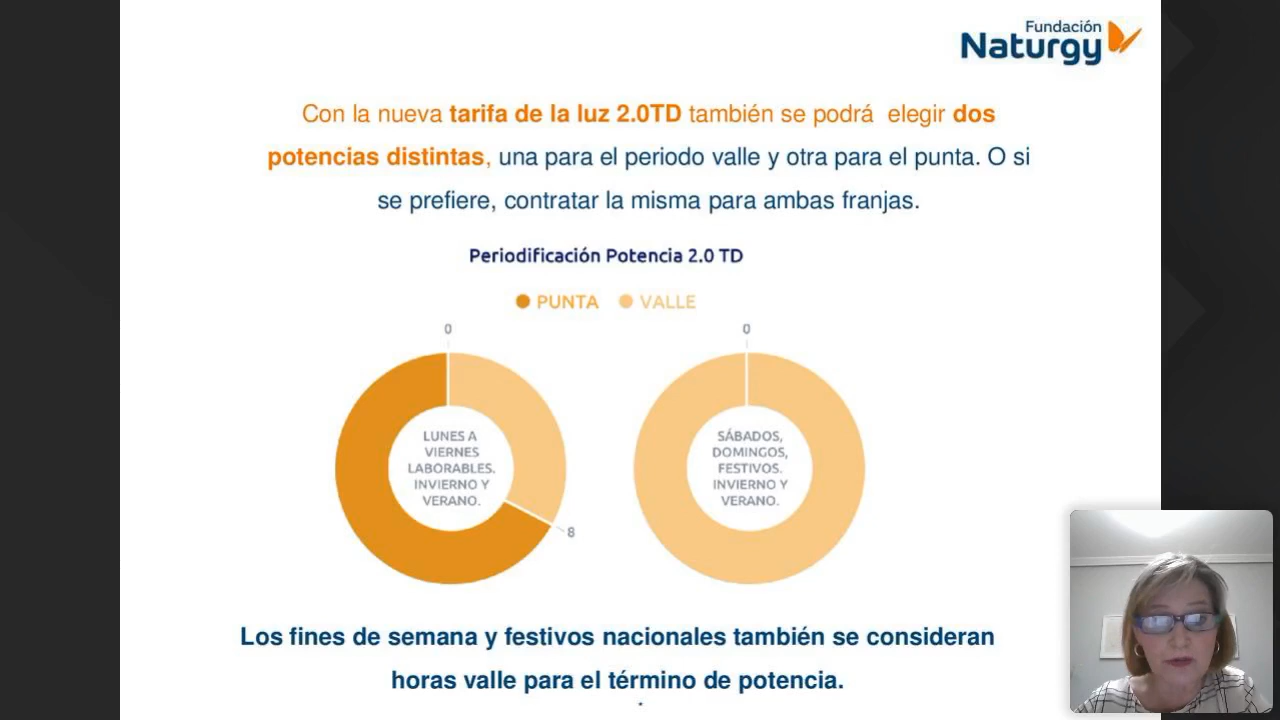 Fundación
Naturgy
Con la nueva tarifa de la luz 2.0TD también se podrá elegir dos
potencias distintas, una para el periodo valle y otra para el punta. O si
se prefiere, contratar la misma para ambas franjas.
Periodificación Potencia 2.0 TD
PUNTA VALLE
0
0
LUNES A
VIERNES
LABORABLES.
INVIERNO Y
VERANO.
SÁBADOS,
DOMINGOS,
FESTIVOS.
INVIERNO Y
VERANO.
8
Los fines de semana y festivos nacionales también se consideran
horas valle para el término de potencia.